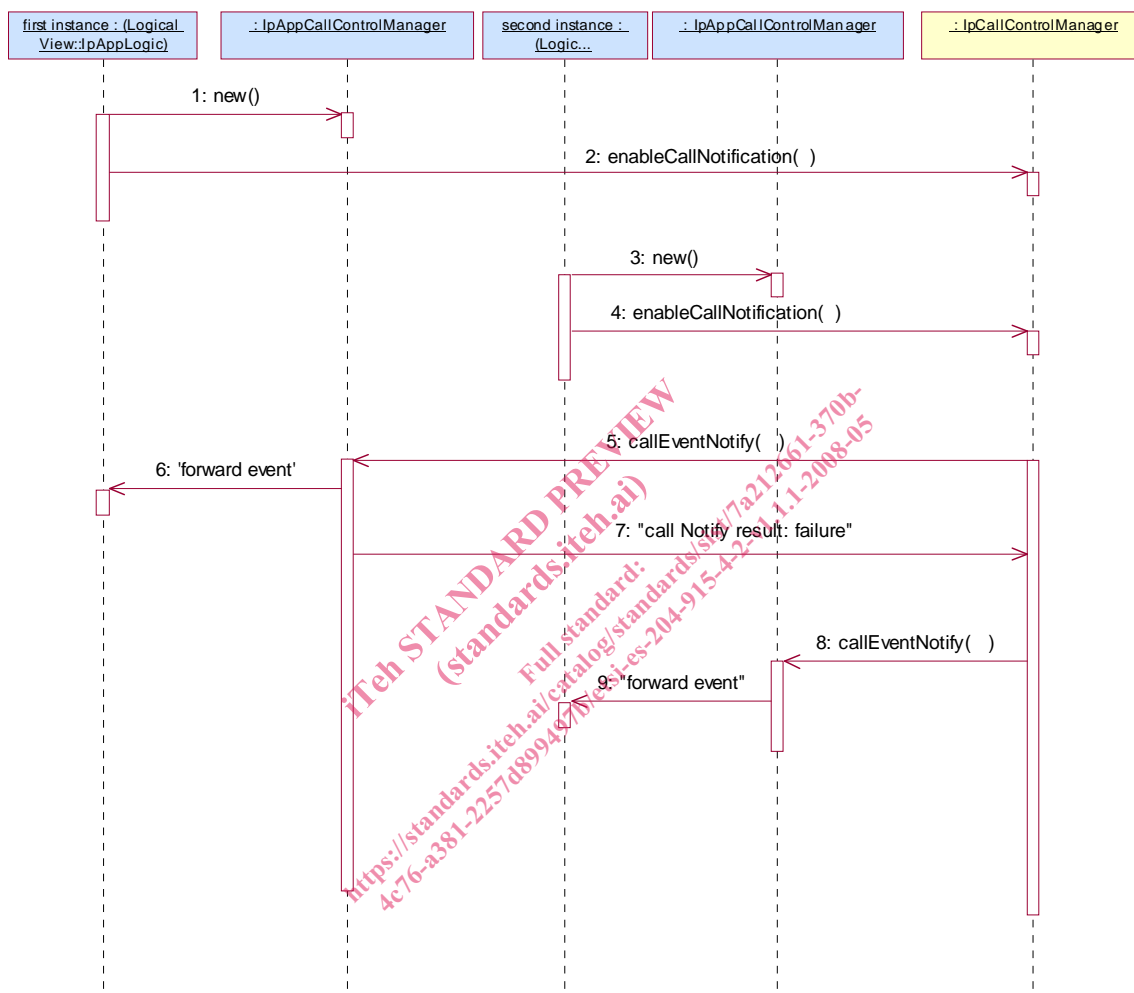 first instance : (Logical
View::IpAppLogic)
: IpAppCallControlManager
second instance :
(Logic...
: IpAppCallControlManager
: IpCallControlManager
1: new()
2: enableCallNotification( )
3: new()
4: enableCallNotification( )
5: callEventNotify( )
6: 'forward event'
7: "call Notify result: failure"
8: callEventNotify( )
9: "forward event"
iTeh STANDARD PREVIEW
(standards.iteh.ai)
Full standard:
https://standards.iteh.ai/catalog/standards/sist/7a212661-370b-
4c76-a381-2257d899497b/etsi-es-204-915-4-2-v1.1.1-2008-05